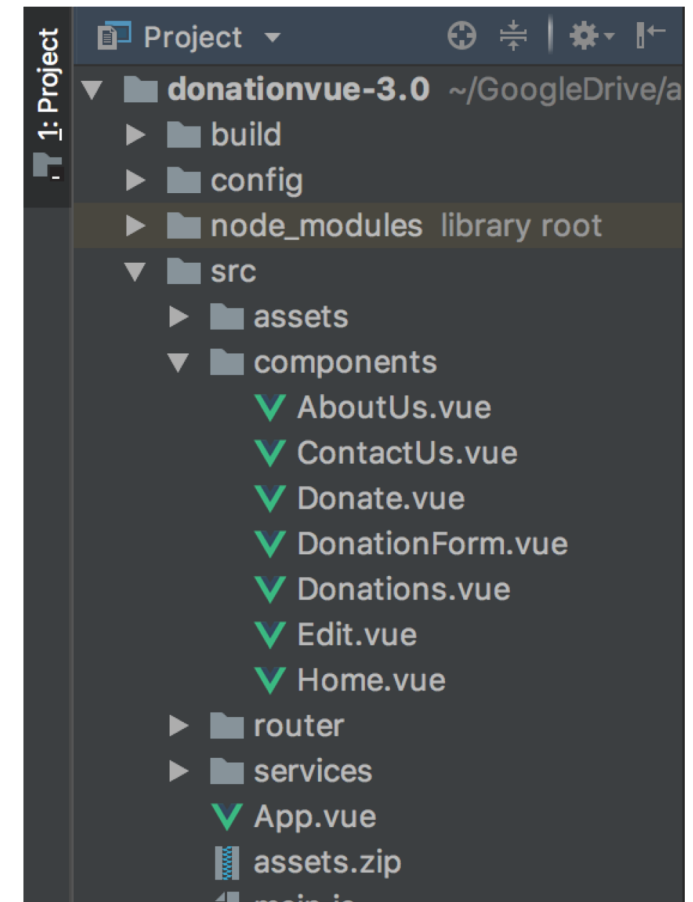 1: Project
Project
donationvue-3.0 ~/GoogleDrive/a
build
config
node_modules library root
src
assets
components
AboutUs.vue
ContactUs.vue
Donate.vue
DonationForm.vue
Donations.vue
Edit.vue
Home.vue
router
services
App.vue
assets.zip